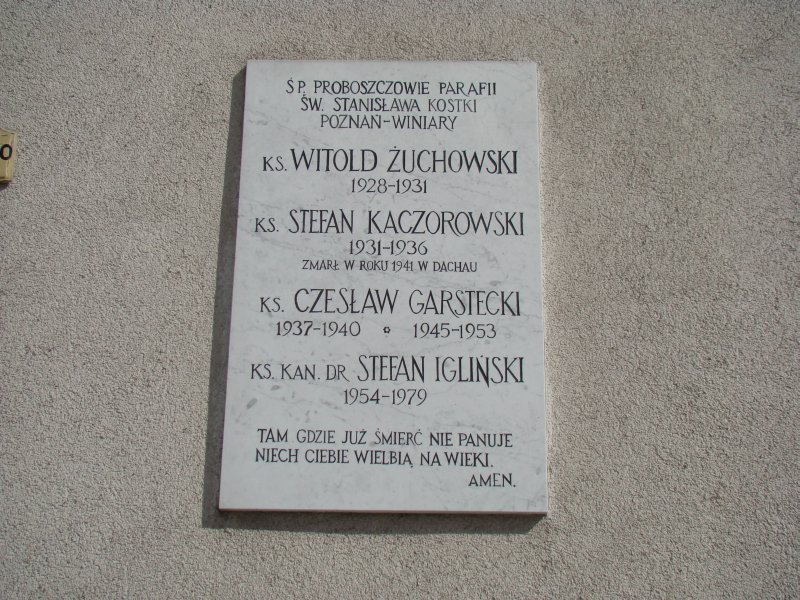 Ś.P. PROBOSZCZOWIE PARAFII
ŚW. STANISŁAWA KOSTKI
POZNAŃ-WINIARY
KS. WITOLD ŻUCHOWSKI
1928-1931
KS. STEFAN KACZOROWSKI
1931-1936
ZMARŁ W ROKU 1941 W DACHAU
KS. CZESŁAW GARSTECKI
1937-1940 * 1945-1953
KS. KAN. DR STEFAN IGLIŃSKI
1954-1979
TAM GDZIE JUŻ ŚMIERĆ NIE PANUJE
NIECH CIEBIE WIELBIĄ NA WIEKI.
AMEN.